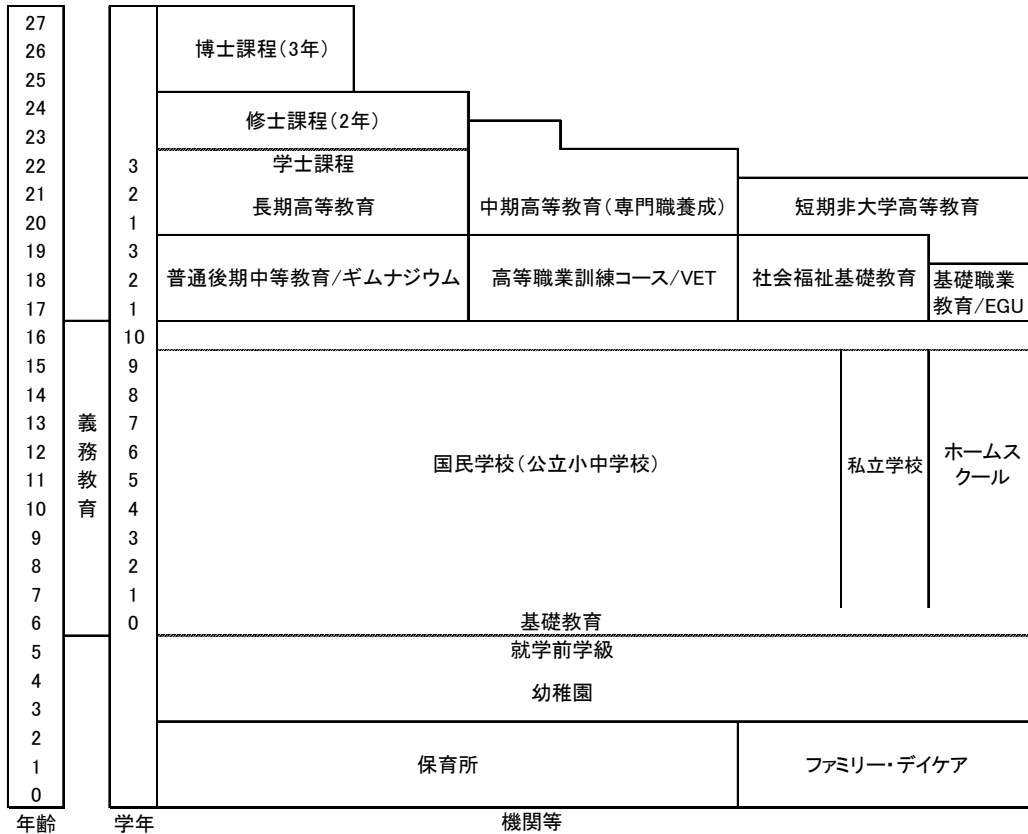 27
26 博士課程(3年)
25
24
修士課程(2年)
23
22 3 学士課程
21 2
長期高等教育 中期高等教育(専門職養成) 短期非大学高等教育
20 1
19 3
18 2 普通後期中等教育/ギムナジウム 高等職業訓練コース/VET 社会福祉基礎教育 基礎職業
17 1 教育/EGU
16 10
15 9
14 8
13 義 7
12 務 6 国民学校(公立小中学校) 私立学校 ホームス
11 教 5 クール
10 育 4
9 3
8 2
7 1
6 0 基礎教育
5 就学前学級
4
幼稚園
3
2
1 保育所 ファミリー・デイケア
0
年齢 学年 機関等